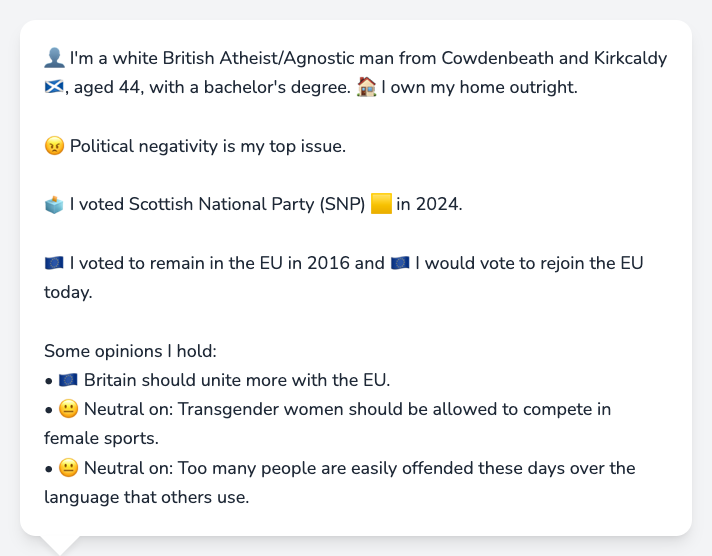 👤 I'm a white British Atheist/Agnostic man from Cowdenbeath and Kirkcaldy
🏴󠁧󠁢󠁳󠁣󠁴󠁿, aged 44, with a bachelor's degree. 🏠 I own my home outright.
😠 Political negativity is my top issue.
🗳️ I voted Scottish National Party (SNP) 🟨 in 2024.
🇪🇺 I voted to remain in the EU in 2016 and 🇪🇺 I would vote to rejoin the EU
today.
Some opinions I hold:
• 🇪🇺 Britain should unite more with the EU.
• 😐 Neutral on: Transgender women should be allowed to compete in
female sports.
• 😐 Neutral on: Too many people are easily offended these days over the
language that others use.